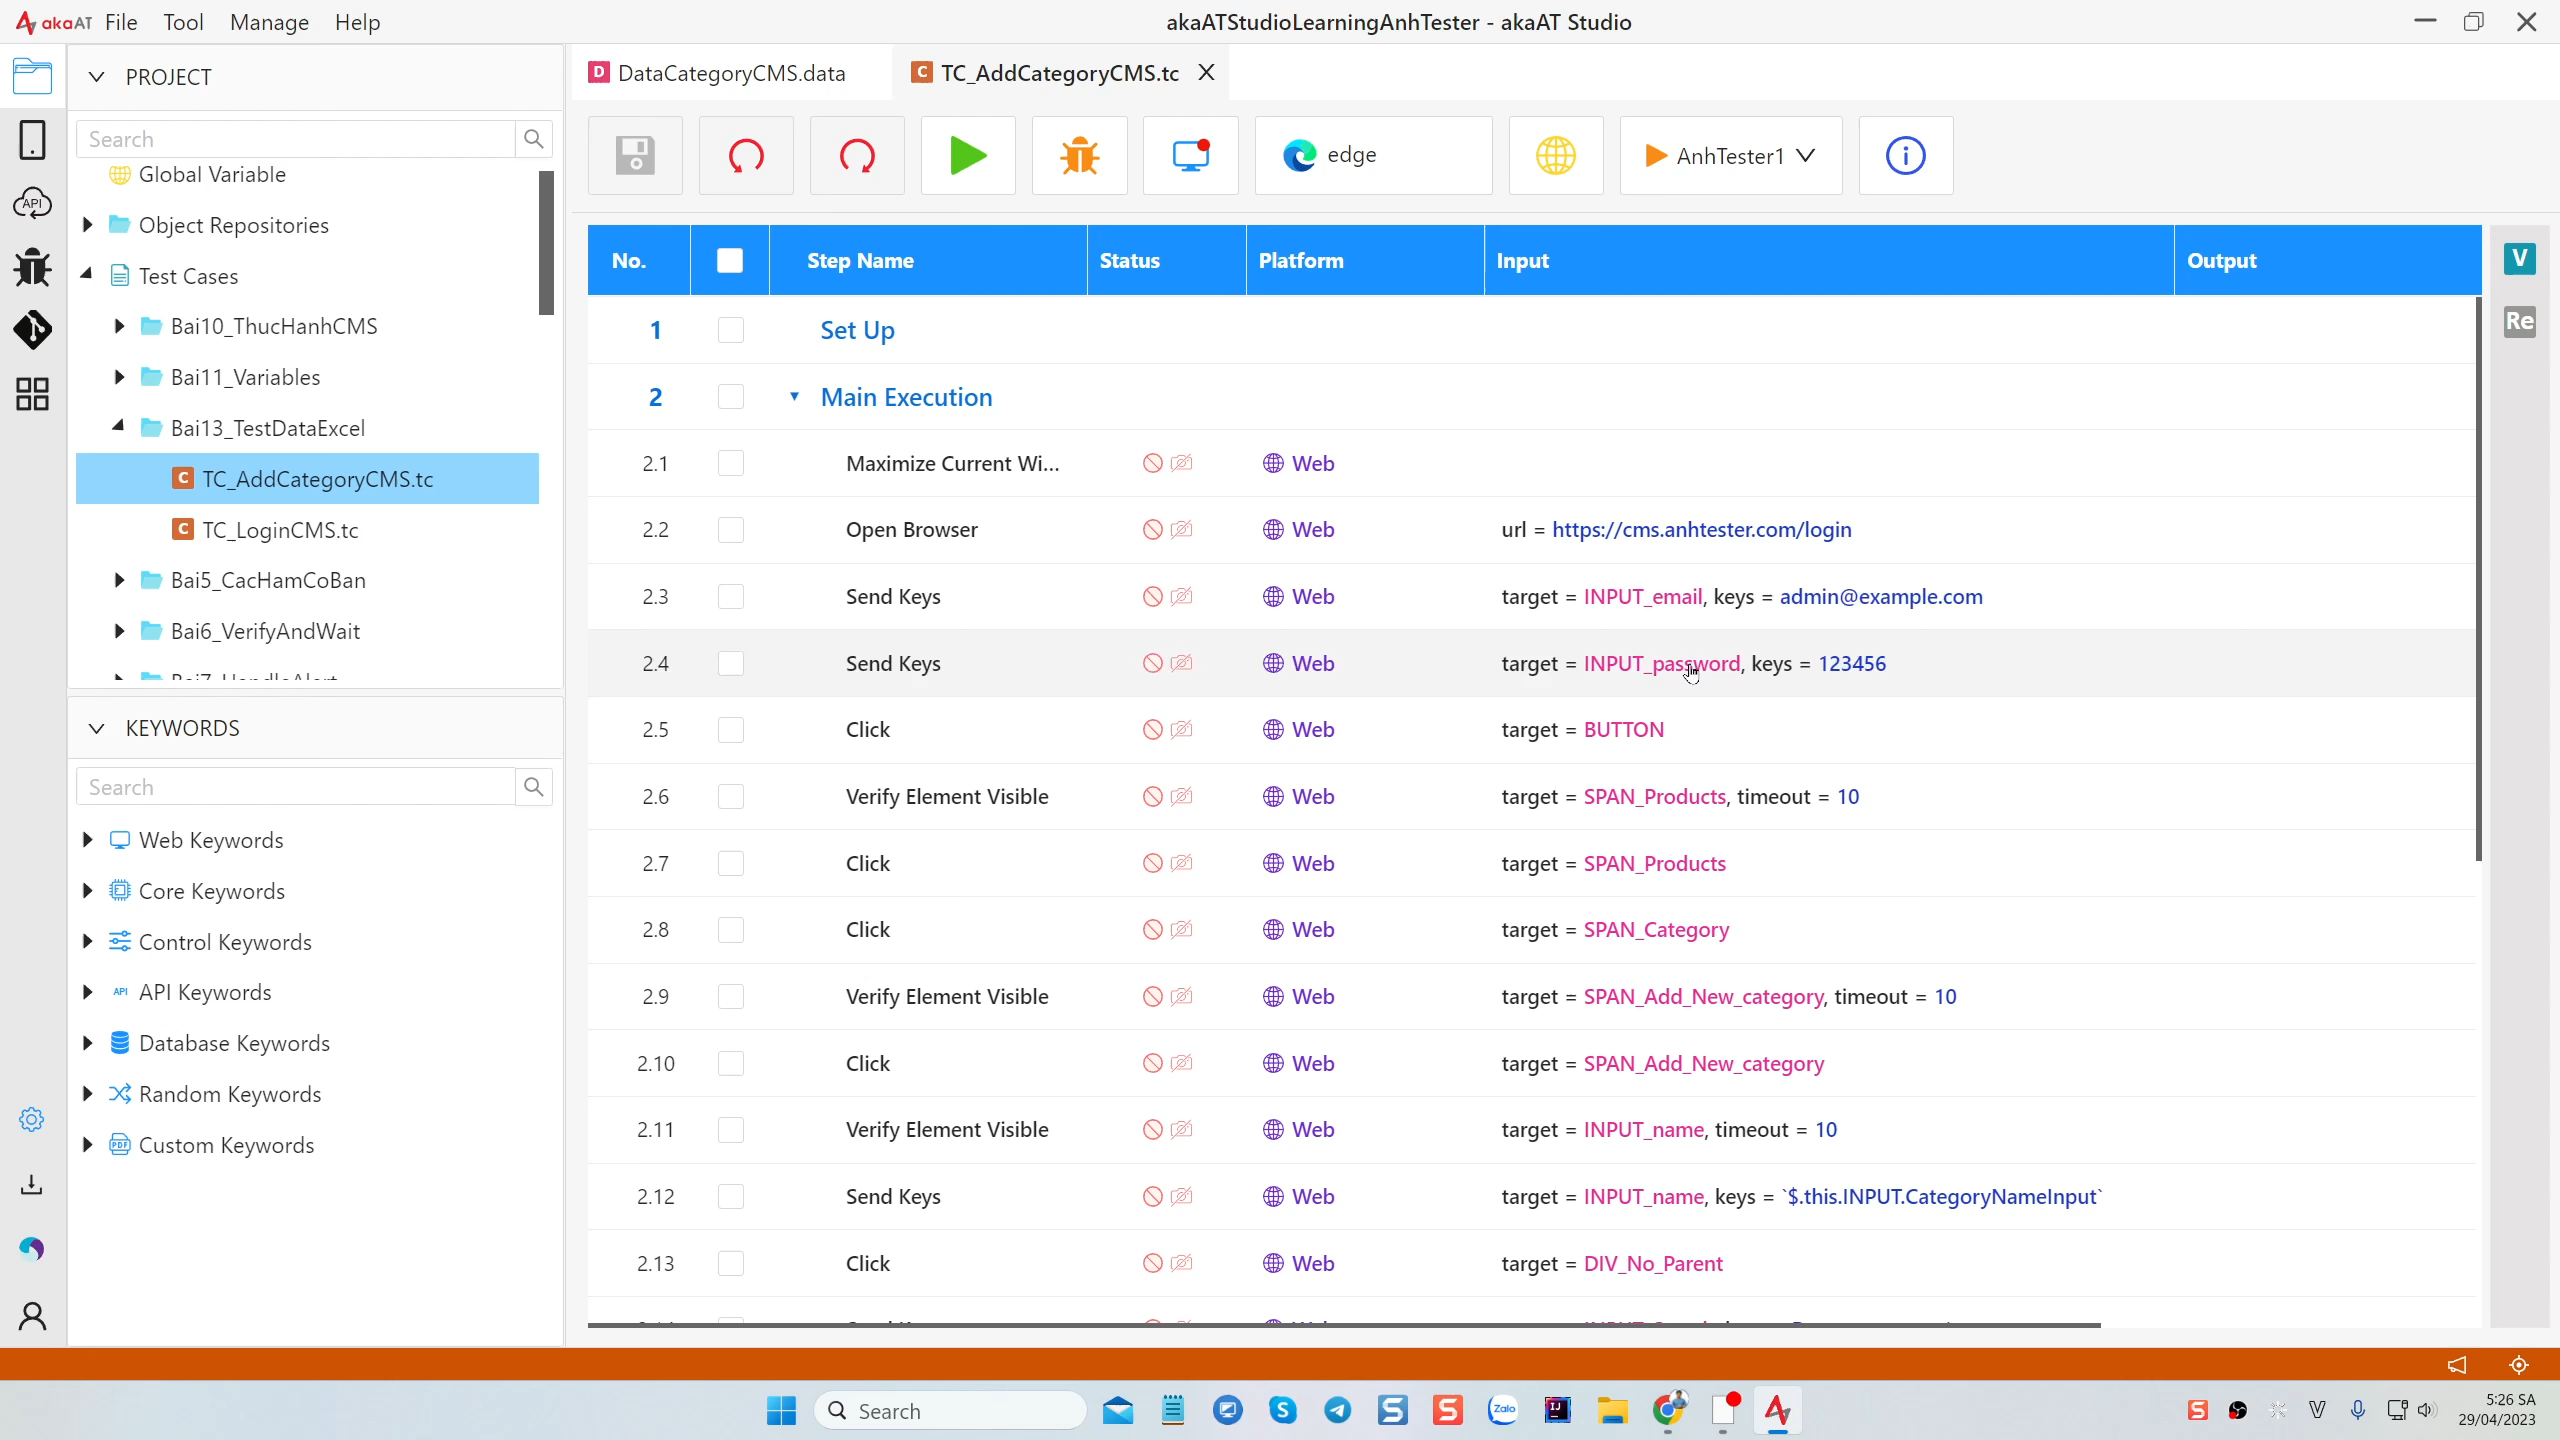 akaAT File Tool Manage Help
akaATStudioLearningAnhTester - akaAT Studio
PROJECT
Search
Global Variable
Object Repositories
Test Cases
Bai10_ThucHanhCMS
Bai11_Variables
Bai13_TestDataExcel
C TC_AddCategoryCMS.tc
C TC_LoginCMS.tc
Bai5_CacHamCoBan
Bai6_VerifyAndWait
KEYWORDS
Search
Web Keywords
Core Keywords
Control Keywords
API API Keywords
Database Keywords
Random Keywords
Custom Keywords
D DataCategoryCMS.data
C TC_AddCategoryCMS.tc X
edge
AnhTester1
No. Step Name Status Platform Input Output
1 Set Up
2 Main Execution
2.1 Maximize Current Wi... Web
2.2 Open Browser Web url = https://cms.anhtester.com/login
2.3 Send Keys Web target = INPUT_email, keys = admin@example.com
2.4 Send Keys Web target = INPUT_password, keys = 123456
2.5 Click Web target = BUTTON
2.6 Verify Element Visible Web target = SPAN_Products, timeout = 10
2.7 Click Web target = SPAN_Products
2.8 Click Web target = SPAN_Category
2.9 Verify Element Visible Web target = SPAN_Add_New_category, timeout = 10
2.10 Click Web target = SPAN_Add_New_category
2.11 Verify Element Visible Web target = INPUT_name, timeout = 10
2.12 Send Keys Web target = INPUT_name, keys = `$.this.INPUT.CategoryNameInput`
2.13 Click Web target = DIV_No_Parent
V
Re
API
Search
Zalo
5:26 SA
29/04/2023